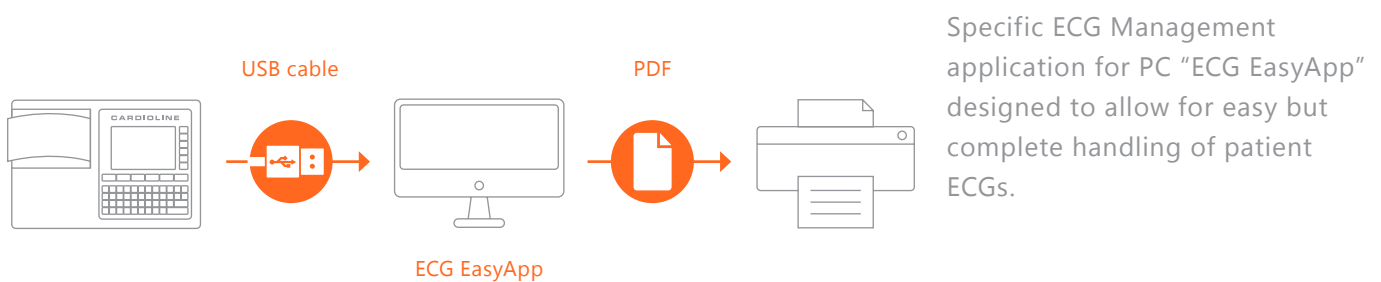 USB cable
PDF
CARDIOLINE
ECG EasyApp
Specific ECG Management
application for PC “ECG EasyApp”
designed to allow for easy but
complete handling of patient
ECGs.